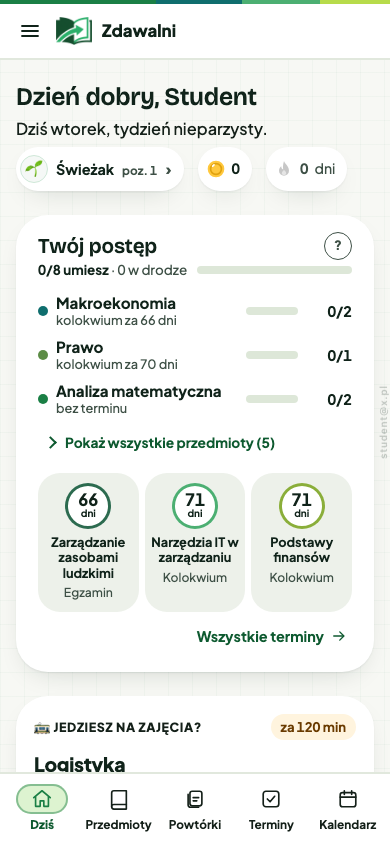 Zdawalni
Dzień dobry, Student
Dziś wtorek, tydzień nieparzysty.
Świeżak poz. 1 › 0 0 dni
Twój postęp ?
0/8 umiesz · 0 w drodze
Makroekonomia
kolokwium za 66 dni
0/2
Prawo
kolokwium za 70 dni
0/1
Analiza matematyczna
bez terminu
0/2
student@x.pl
Pokaż wszystkie przedmioty (5)
66
dni
Zarządzanie
zasobami
ludzkimi
Egzamin
71
dni
Narzędzia IT w
zarządzaniu
Kolokwium
71
dni
Podstawy
finansów
Kolokwium
Wszystkie terminy →
JEDZIESZ NA ZAJĘCIA? za 120 min
Logistyka
Dziś Przedmioty Powtórki Terminy Kalendarz